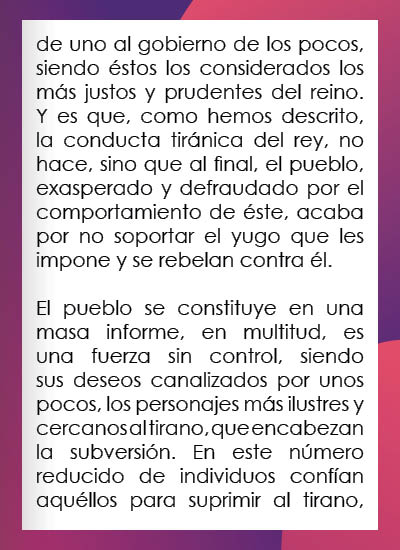 de uno al gobierno de los pocos,
siendo éstos los considerados los
más justos y prudentes del reino.
Y es que, como hemos descrito,
la conducta tiránica del rey, no
hace, sino que al final, el pueblo,
exasperado y defraudado por el
comportamiento de éste, acaba
por no soportar el yugo que les
impone y se rebelan contra él.

El pueblo se constituye en una
masa informe, en multitud, es
una fuerza sin control, siendo
sus deseos canalizados por unos
pocos, los personajes más ilustres y
cercanos al tirano, que encabezan
la subversión. En este número
reducido de individuos confían
aquéllos para suprimir al tirano,